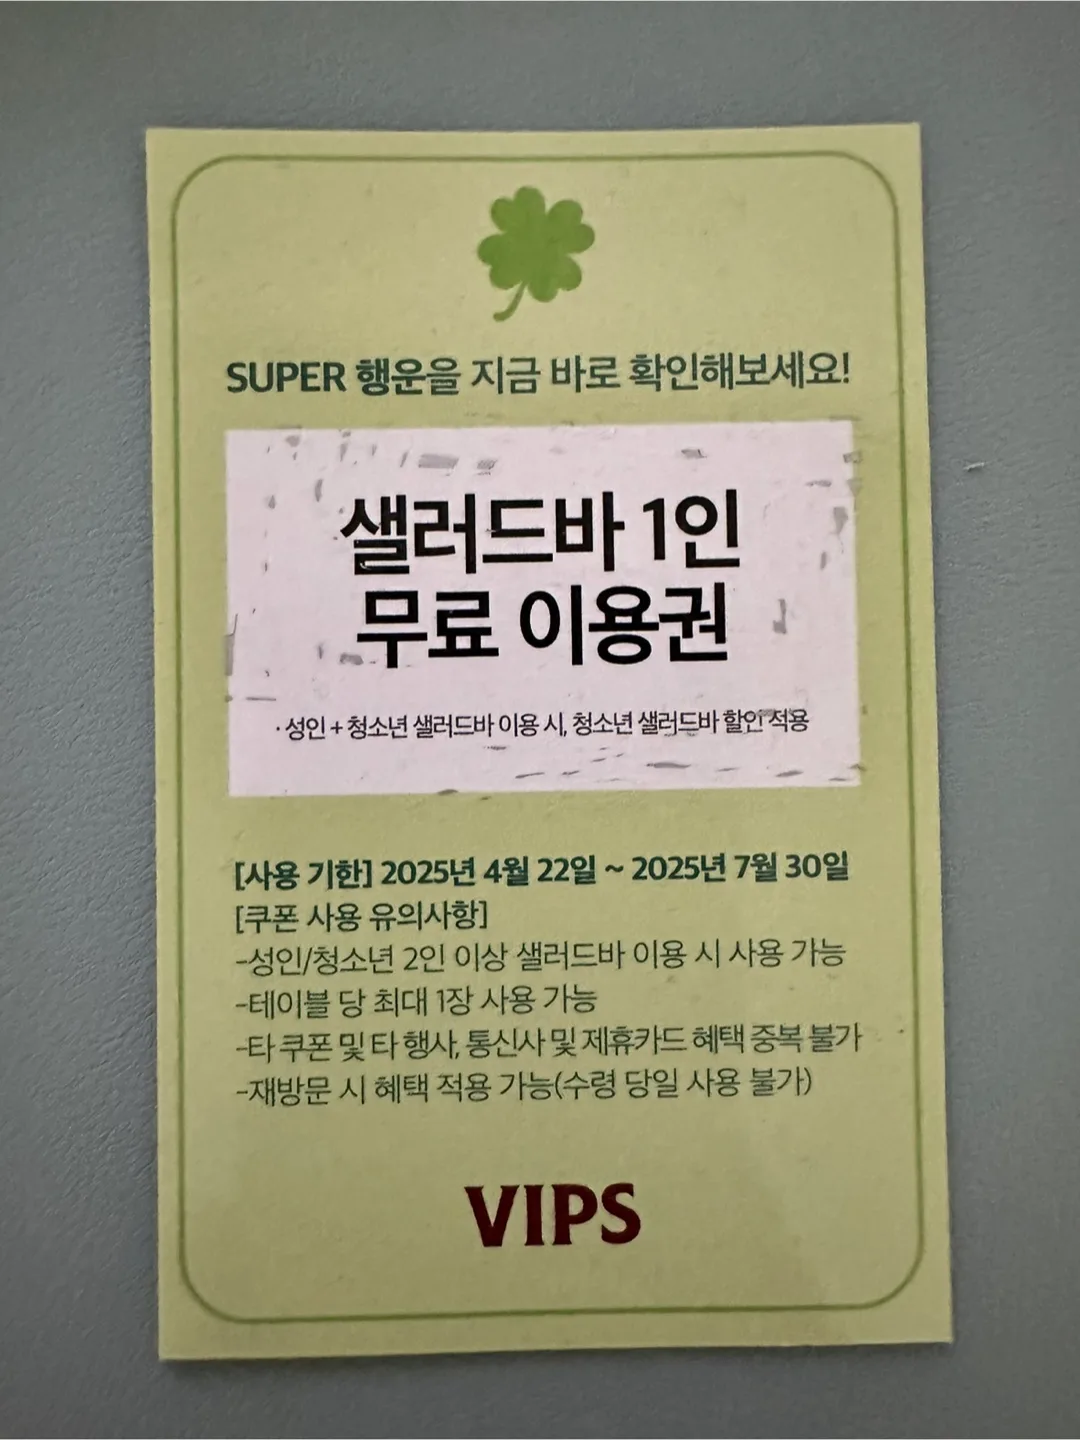 SUPER 행운을 지금 바로 확인해보세요!
샐러드바 1인
무료 이용권
· 성인 + 청소년 샐러드바 이용 시, 청소년 샐러드바 할인 적용
[사용 기한] 2025년 4월 22일 ~ 2025년 7월 30일
[쿠폰 사용 유의사항]
-성인/청소년 2인 이상 샐러드바 이용 시 사용 가능
-테이블 당 최대 1장 사용 가능
-타 쿠폰 및 타 행사, 통신사 및 제휴카드 혜택 중복 불가
-재방문 시 혜택 적용 가능(수령 당일 사용 불가)
VIPS